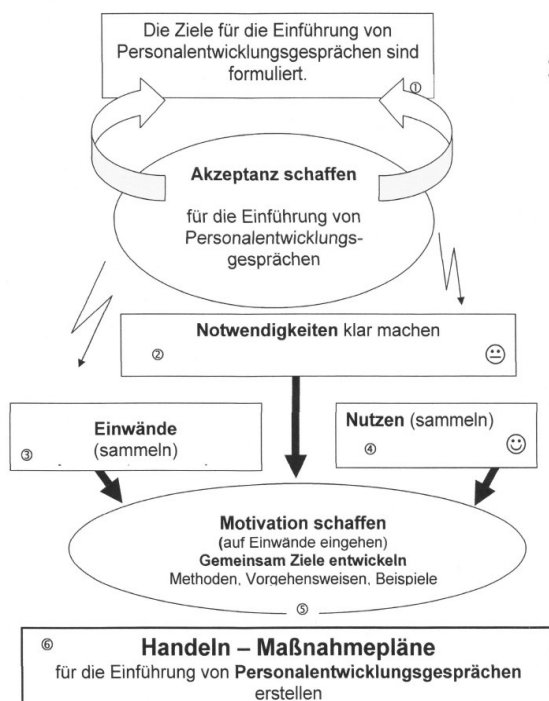 Die Ziele für die Einführung von
Personalentwicklungsgesprächen sind
formuliert.
①
Akzeptanz schaffen
für die Einführung von
Personalentwicklungs-
gesprächen
Notwendigkeiten klar machen
②
Einwände
(sammeln)
③
Nutzen (sammeln)
④
Motivation schaffen
(auf Einwände eingehen)
Gemeinsam Ziele entwickeln
Methoden, Vorgehensweisen, Beispiele
⑤
⑥ Handeln – Maßnahmepläne
für die Einführung von Personalentwicklungsgesprächen
erstellen